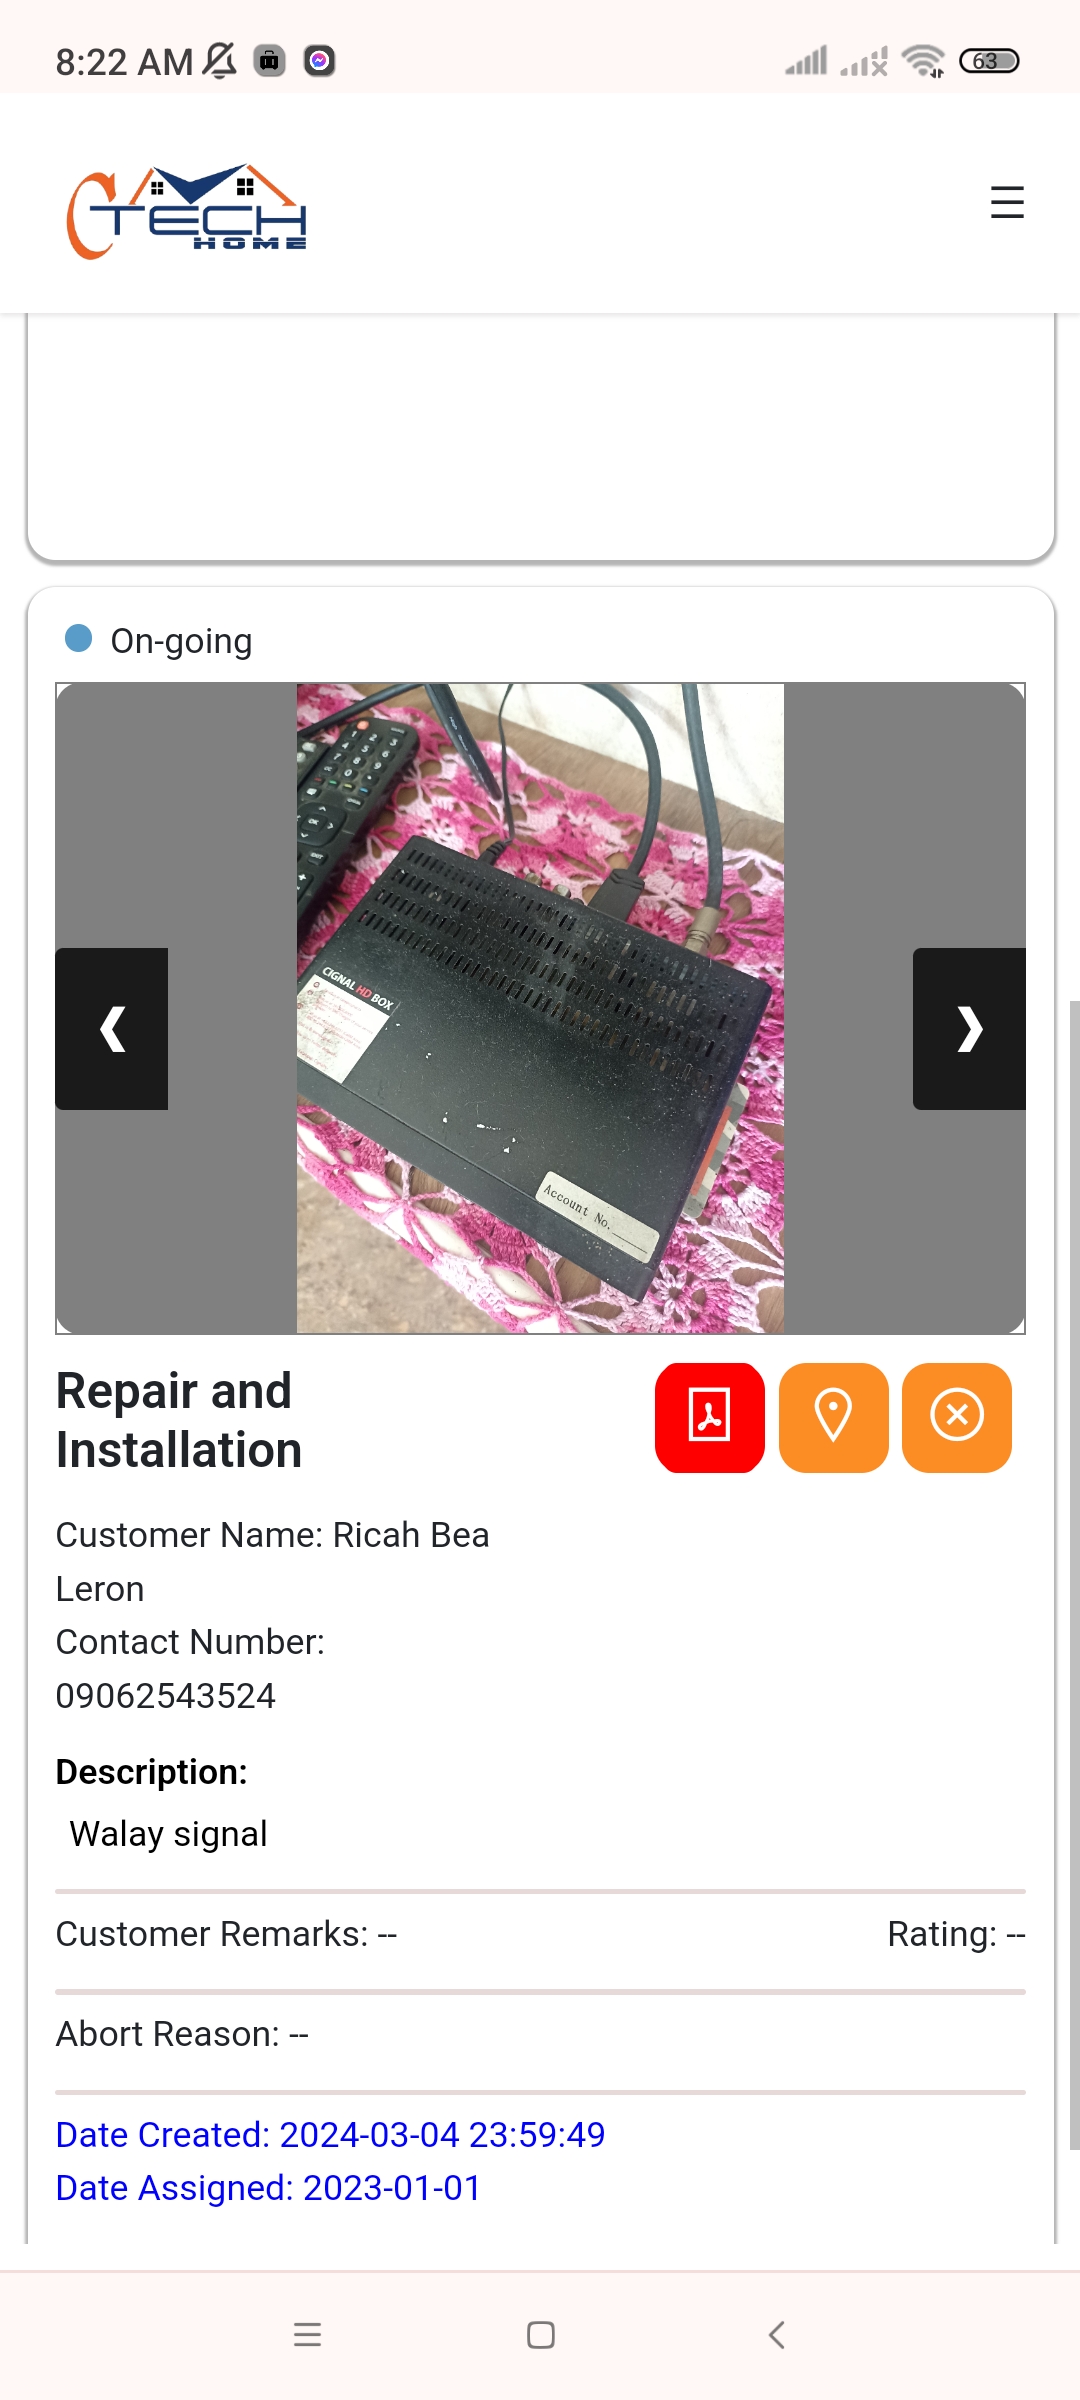 8:22 AM
63
CTECH
HOME
On-going
CIGNAL HD BOX
Account No.
Repair and
Installation
Customer Name: Ricah Bea
Leron
Contact Number:
09062543524
Description:
Walay signal
Customer Remarks: --
Rating: --
Abort Reason: --
Date Created: 2024-03-04 23:59:49
Date Assigned: 2023-01-01